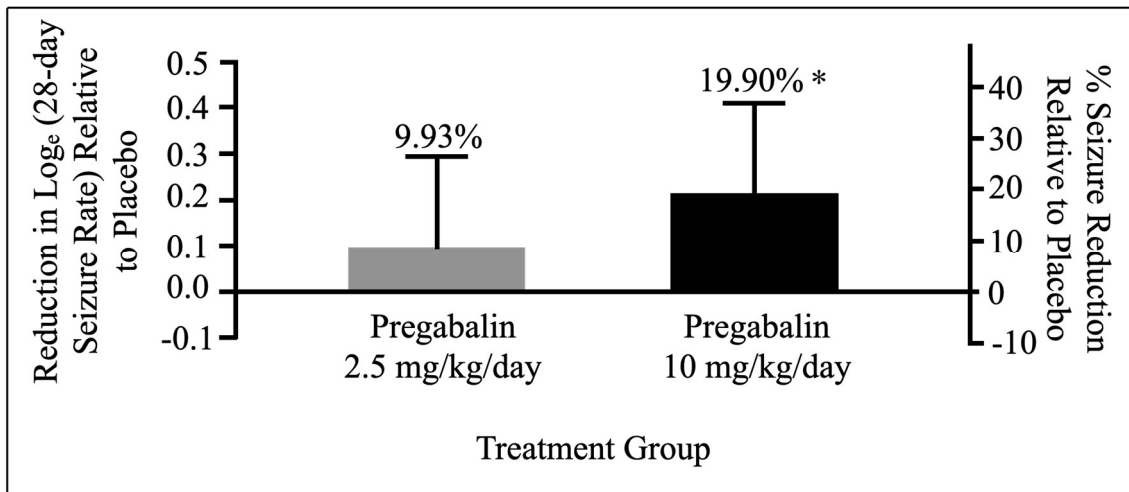 Reduction in Logₑ (28-day
Seizure Rate) Relative
to Placebo
0.5
0.4
0.3
0.2
0.1
0.0
-0.1
9.93%
19.90% *
40
30
20
10
0
-10
% Seizure Reduction
Relative to Placebo
Pregabalin
2.5 mg/kg/day
Pregabalin
10 mg/kg/day
Treatment Group